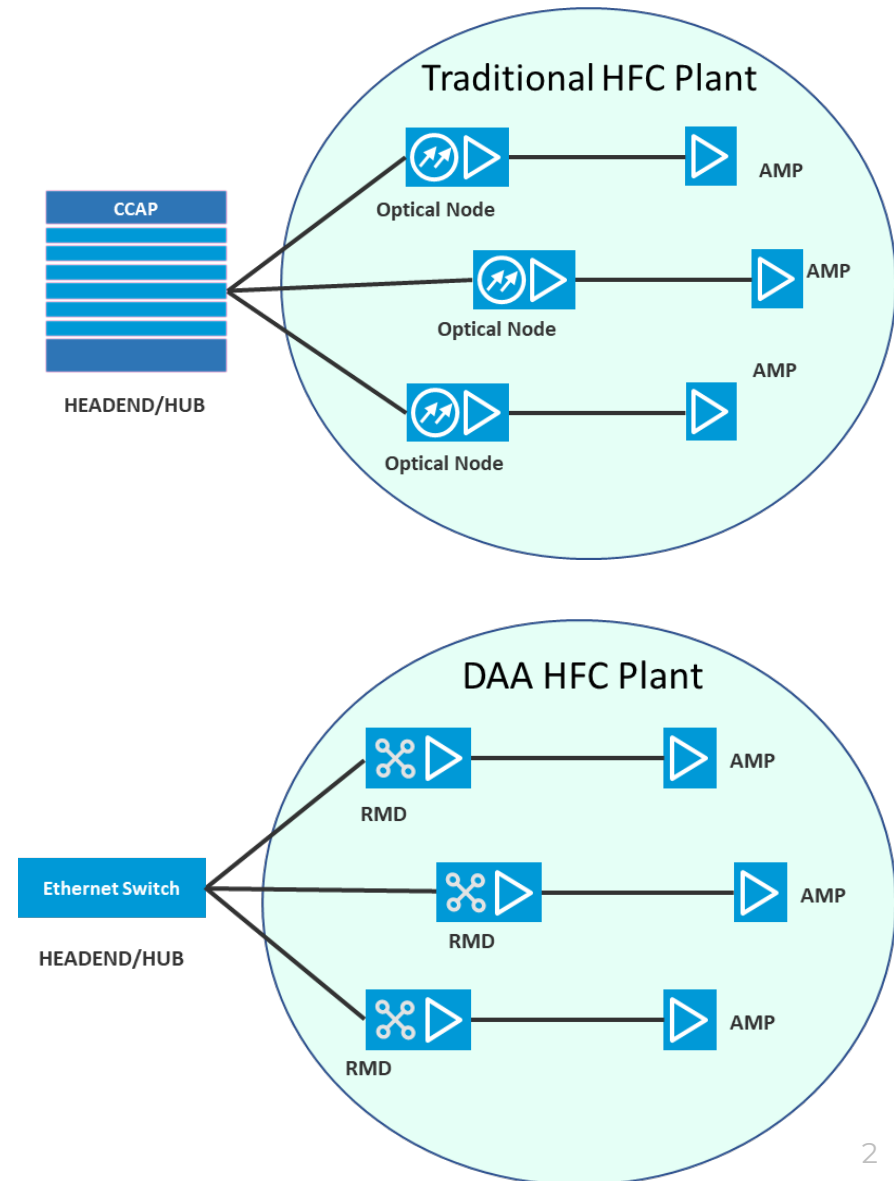 Traditional HFC Plant
AMP
CCAP
Optical Node
AMP
Optical Node
AMP
HEADEND/HUB
Optical Node
DAA HFC Plant
AMP
RMD
Ethernet Switch
AMP
RMD
HEADEND/HUB
AMP
RMD
2